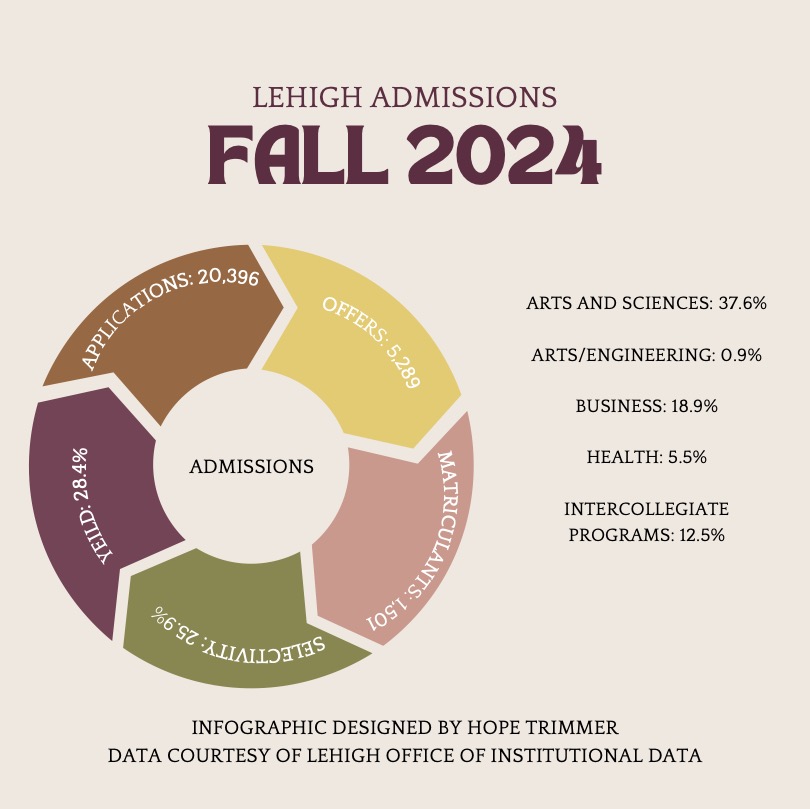 LEHIGH ADMISSIONS
FALL 2024
APPLICATIONS: 20,396
OFFERS: 5,289
MATRICULANTS: 1,501
SELECTIVITY: 25.9%
YEILD: 28.4%
ADMISSIONS
ARTS AND SCIENCES: 37.6%
ARTS/ENGINEERING: 0.9%
BUSINESS: 18.9%
HEALTH: 5.5%
INTERCOLLEGIATE
PROGRAMS: 12.5%
INFOGRAPHIC DESIGNED BY HOPE TRIMMER
DATA COURTESY OF LEHIGH OFFICE OF INSTITUTIONAL DATA